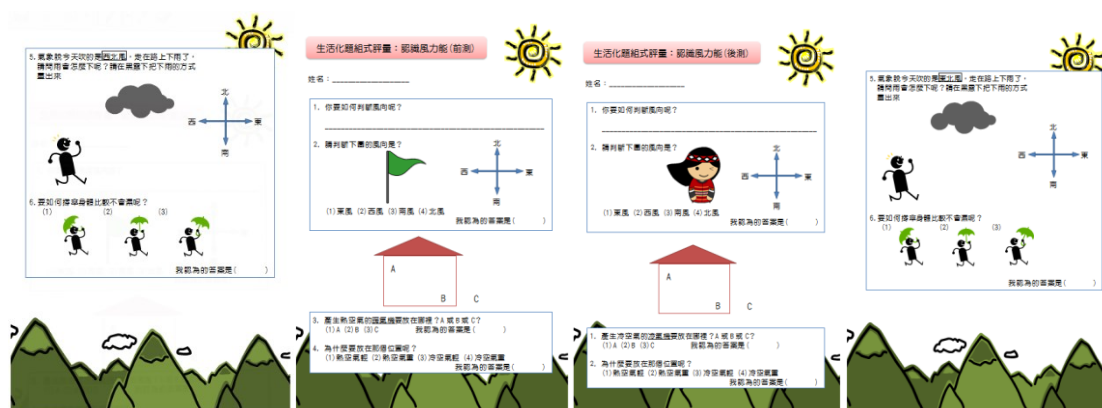 5.氣象說今天吹的是西北風，走在路上下雨了，
請問雨會怎麼下呢？請在黑雲下把下雨的方式
畫出來
北
西
東
南
6.要如何撐傘身體比較不會濕呢？
(1)
(2)
(3)
我認為的答案是( )
生活化題組式評量：認識風力能(前測)
姓名：____________________
1. 你要如何判斷風向呢？
2. 請判斷下圖的風向是？
北
西
東
南
(1)東風 (2)西風 (3)南風 (4)北風
我認為的答案是( )
A
B
C
3. 產生熱空氣的暖氣機要放在哪裡？A 或 B 或 C？
(1)A (2)B (3)C 我認為的答案是( )
4. 為什麼要放在那個位置呢？
(1)熱空氣輕 (2)熱空氣重 (3)冷空氣輕 (4)冷空氣重
我認為的答案是( )
生活化題組式評量：認識風力能(後測)
姓名：____________________
1. 你要如何判斷風向呢？
2. 請判斷下圖的風向是？
北
西
東
南
(1)東風 (2)西風 (3)南風 (4)北風
我認為的答案是( )
A
B
C
1. 產生冷空氣的冷氣機要放在哪裡？A 或 B 或 C？
(1)A (2)B (3)C 我認為的答案是( )
2. 為什麼要放在那個位置呢？
(1)熱空氣輕 (2)熱空氣重 (3)冷空氣輕 (4)冷空氣重
我認為的答案是( )
5.氣象說今天吹的是東北風，走在路上下雨了，
請問雨會怎麼下呢？請在黑雲下把下雨的方式
畫出來
北
西
東
南
6.要如何撐傘身體比較不會濕呢？
(1)
(2)
(3)
我認為的答案是( )